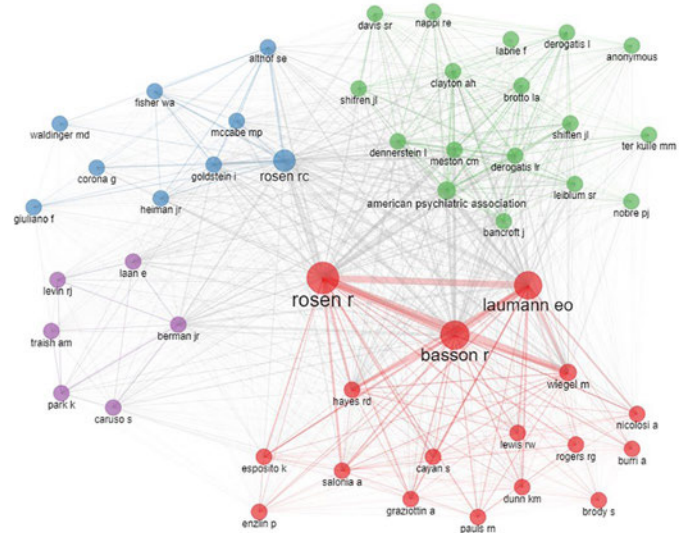 davis sr
nappi re
labrie f
derogatis l
anonymous
althof se
clayton ah
shifren jl
brotto la
fisher wa
waldinger md
mccabe mp
shifren jl
ter kuile mm
dennerstein l
meston cm
derogatis lr
corona g
goldstein i
rosen rc
leiblum sr
heiman jr
american psychiatric association
nobre pj
giuliano f
bancroft j
laan e
levin rj
rosen r
laumann eo
traish am
berman jr
basson r
wiegel m
park k
caruso s
hayes rd
nicolosi a
lewis rw
rogers rg
burri a
esposito k
salonia a
cayan s
graziottin a
dunn km
brody s
enzlin p
pauls rn